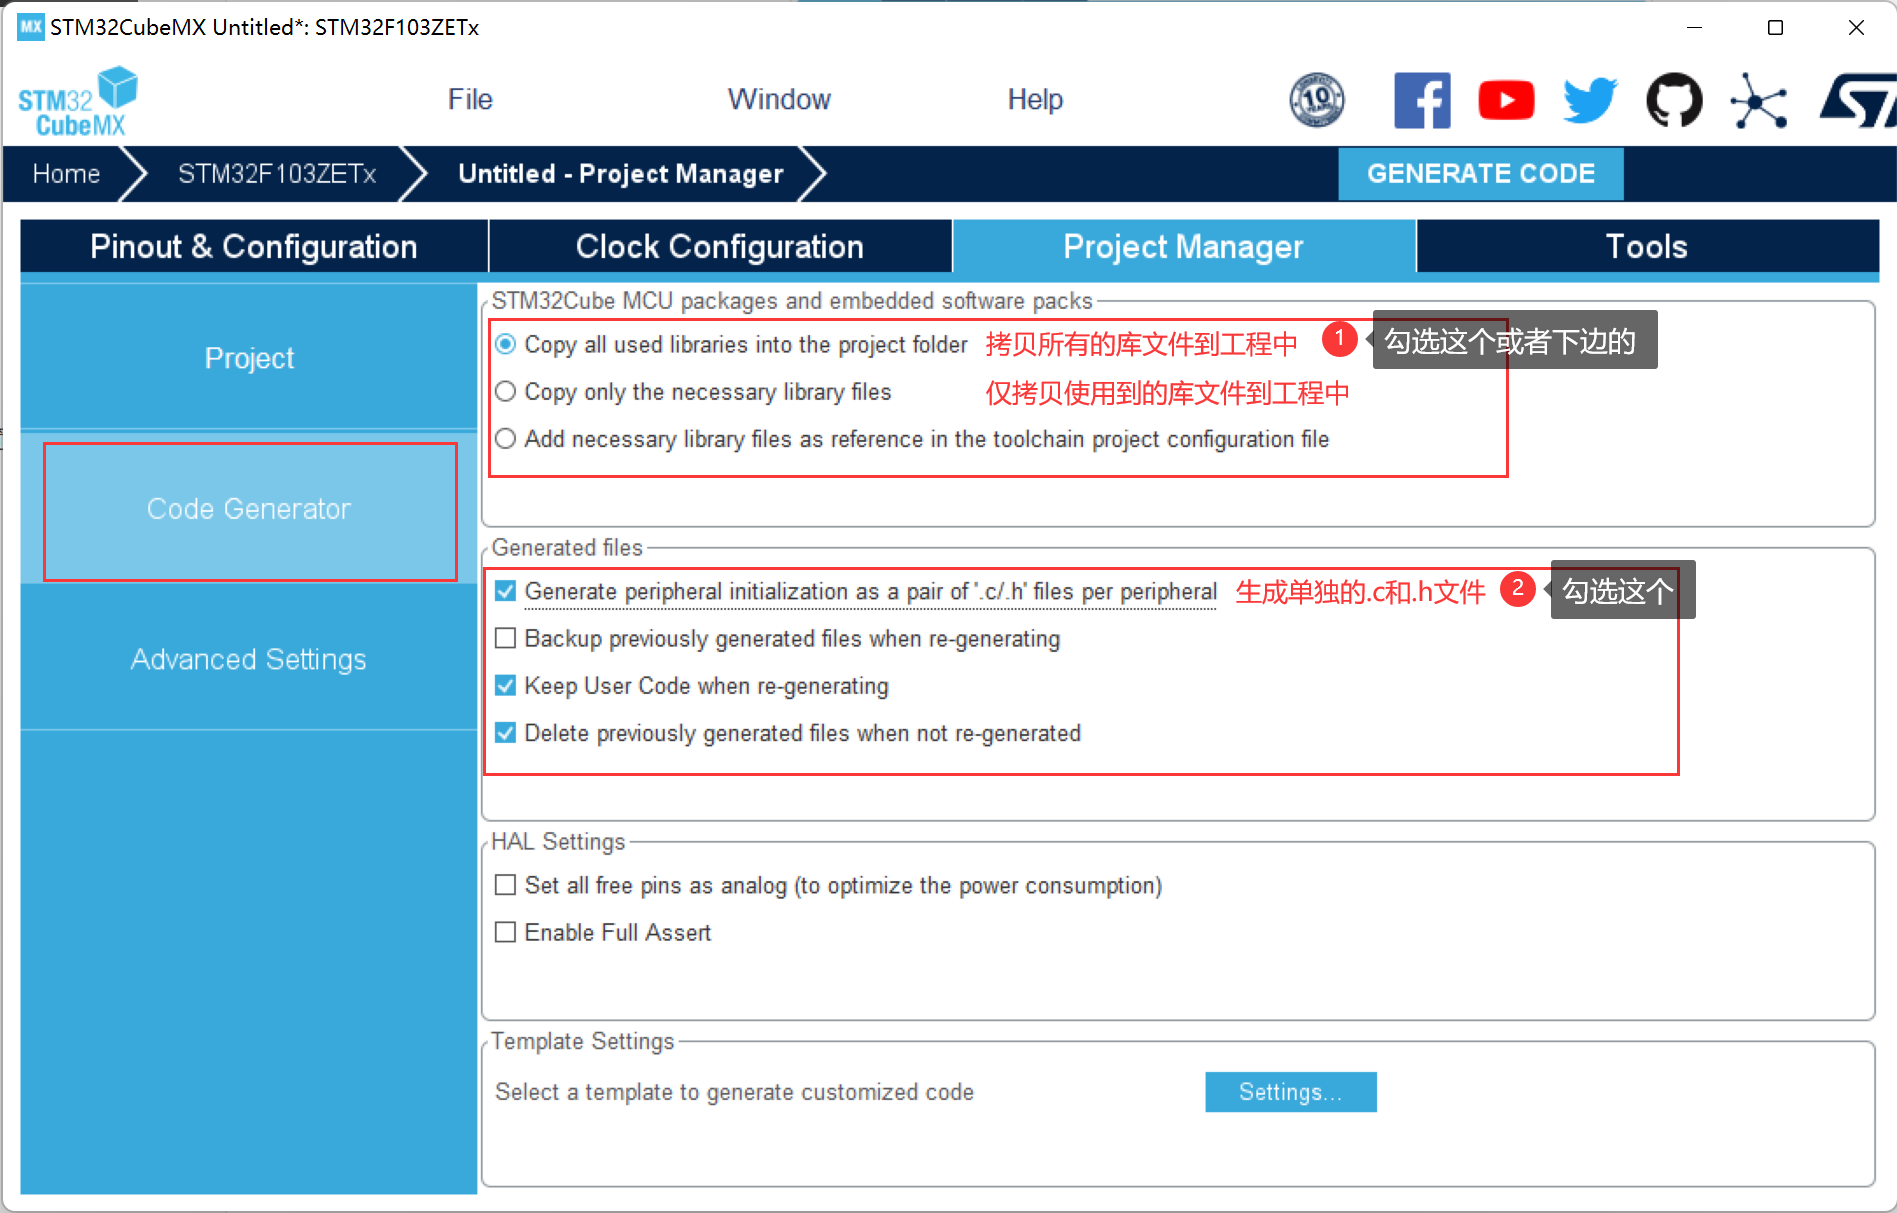 MX STM32CubeMX Untitled*: STM32F103ZETx
STM32
CubeMX
File
Window
Help
10
ST
Home
STM32F103ZETx
Untitled - Project Manager
GENERATE CODE
Pinout & Configuration
Clock Configuration
Project Manager
Tools
Project
Code Generator
Advanced Settings
STM32Cube MCU packages and embedded software packs
Copy all used libraries into the project folder 拷贝所有的库文件到工程中 1 勾选这个或者下边的
Copy only the necessary library files 仅拷贝使用到的库文件到工程中
Add necessary library files as reference in the toolchain project configuration file
Generated files
Generate peripheral initialization as a pair of '.c/.h' files per peripheral 生成单独的.c和.h文件 2 勾选这个
Backup previously generated files when re-generating
Keep User Code when re-generating
Delete previously generated files when not re-generated
HAL Settings
Set all free pins as analog (to optimize the power consumption)
Enable Full Assert
Template Settings
Select a template to generate customized code
Settings...